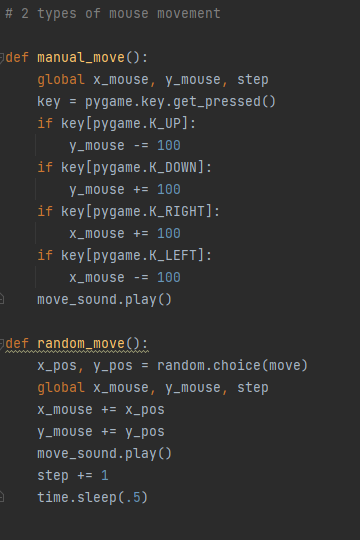 # 2 types of mouse movement
def manual_move():
    global x_mouse, y_mouse, step
    key = pygame.key.get_pressed()
    if key[pygame.K_UP]:
        y_mouse -= 100
    if key[pygame.K_DOWN]:
        y_mouse += 100
    if key[pygame.K_RIGHT]:
        x_mouse += 100
    if key[pygame.K_LEFT]:
        x_mouse -= 100
    move_sound.play()
def random_move():
    x_pos, y_pos = random.choice(move)
    global x_mouse, y_mouse, step
    x_mouse += x_pos
    y_mouse += y_pos
    move_sound.play()
    step += 1
    time.sleep(.5)